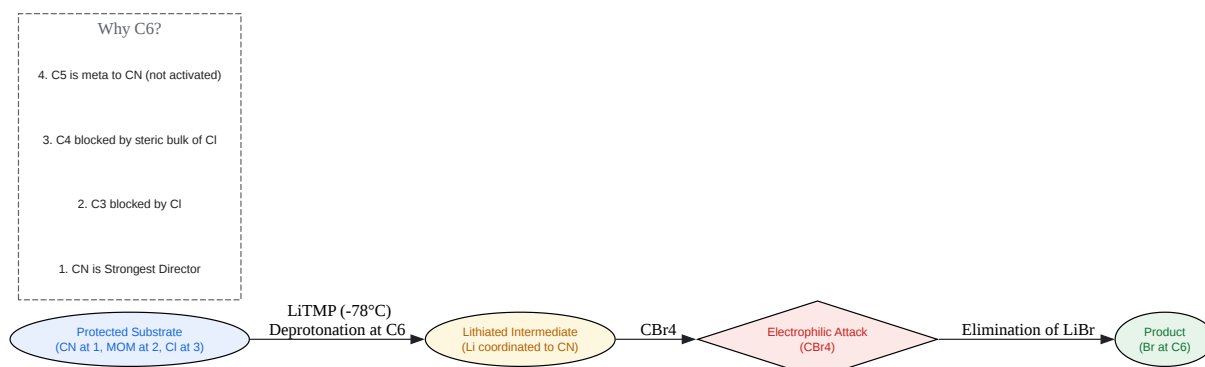 Why C6?
4. C5 is meta to CN (not activated)
3. C4 blocked by steric bulk of Cl
2. C3 blocked by Cl
1. CN is Strongest Director
Protected Substrate
(CN at 1, MOM at 2, Cl at 3)
LiTMP (-78°C)
Deprotonation at C6
Lithiated Intermediate
(Li coordinated to CN)
CBr4
Electrophilic Attack
(CBr4)
Elimination of LiBr
Product
(Br at C6)